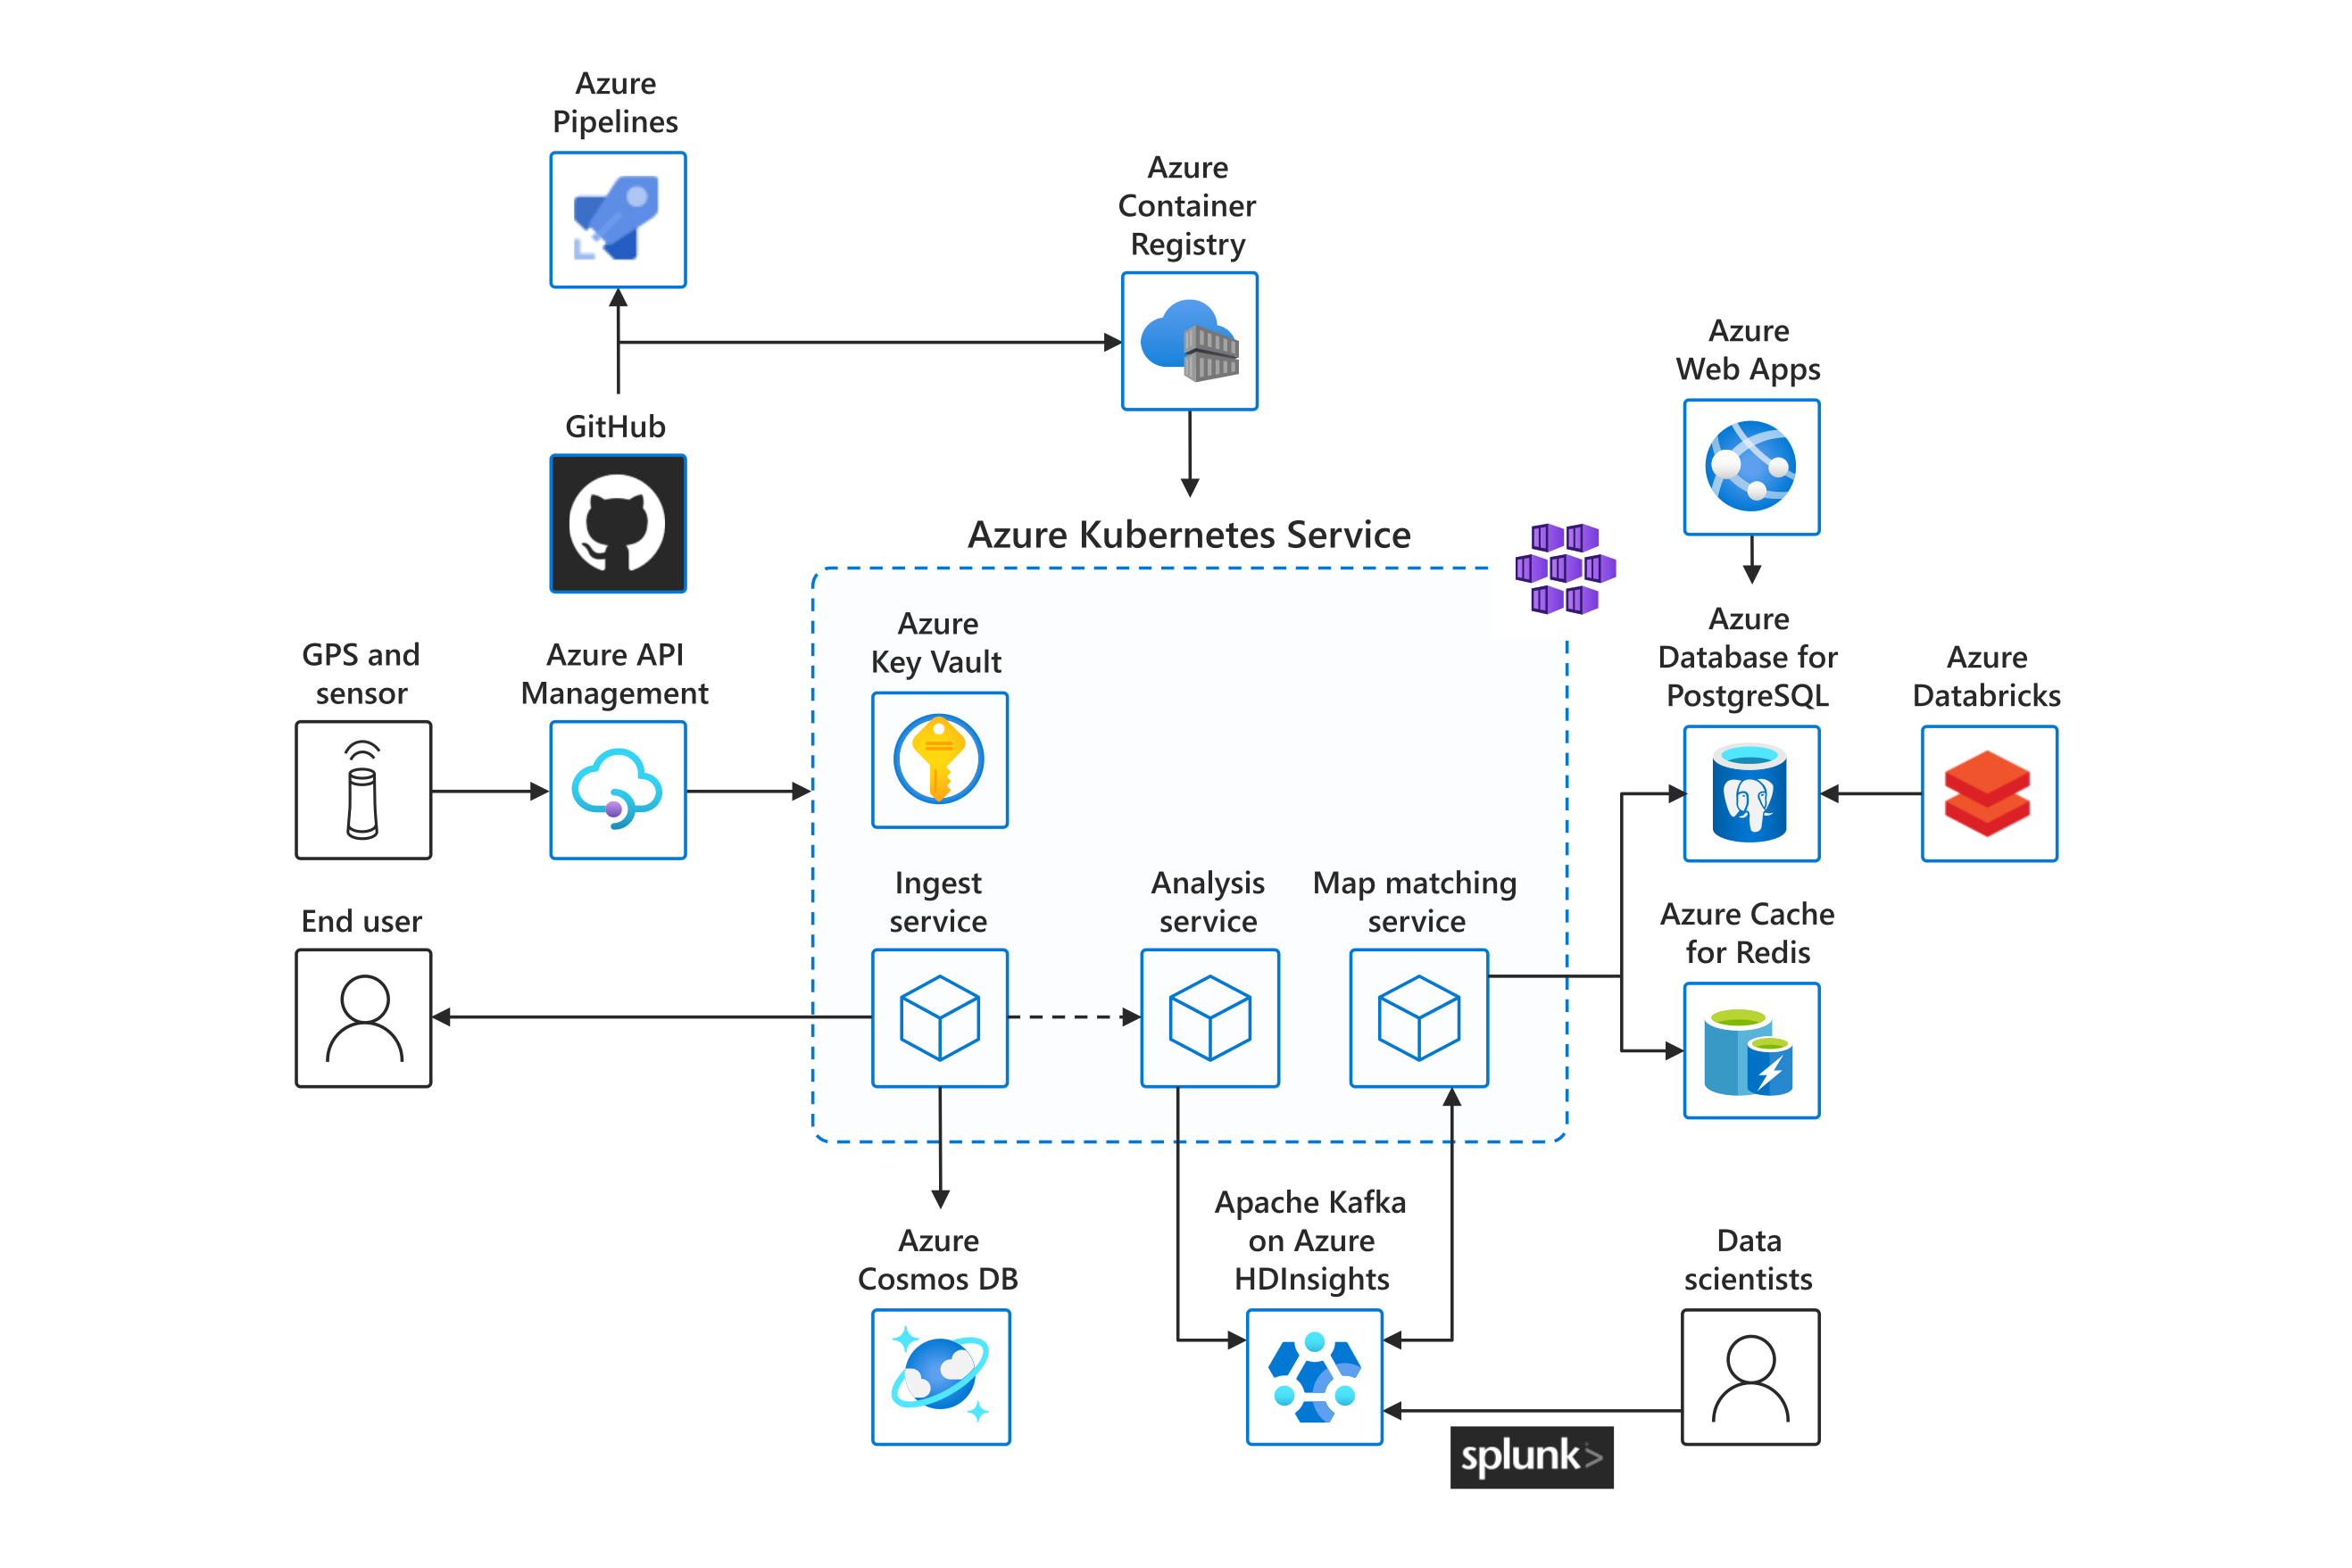 Azure
Pipelines
Azure
Container
Registry
Azure
Web Apps
GitHub
Azure Kubernetes Service
GPS and
sensor
Azure API
Management
Azure
Key Vault
Azure
Database for
PostgreSQL
Azure
Databricks
End user
Ingest
service
Analysis
service
Map matching
service
Azure Cache
for Redis
Azure
Cosmos DB
Apache Kafka
on Azure
HDInsights
Data
scientists
splunk>